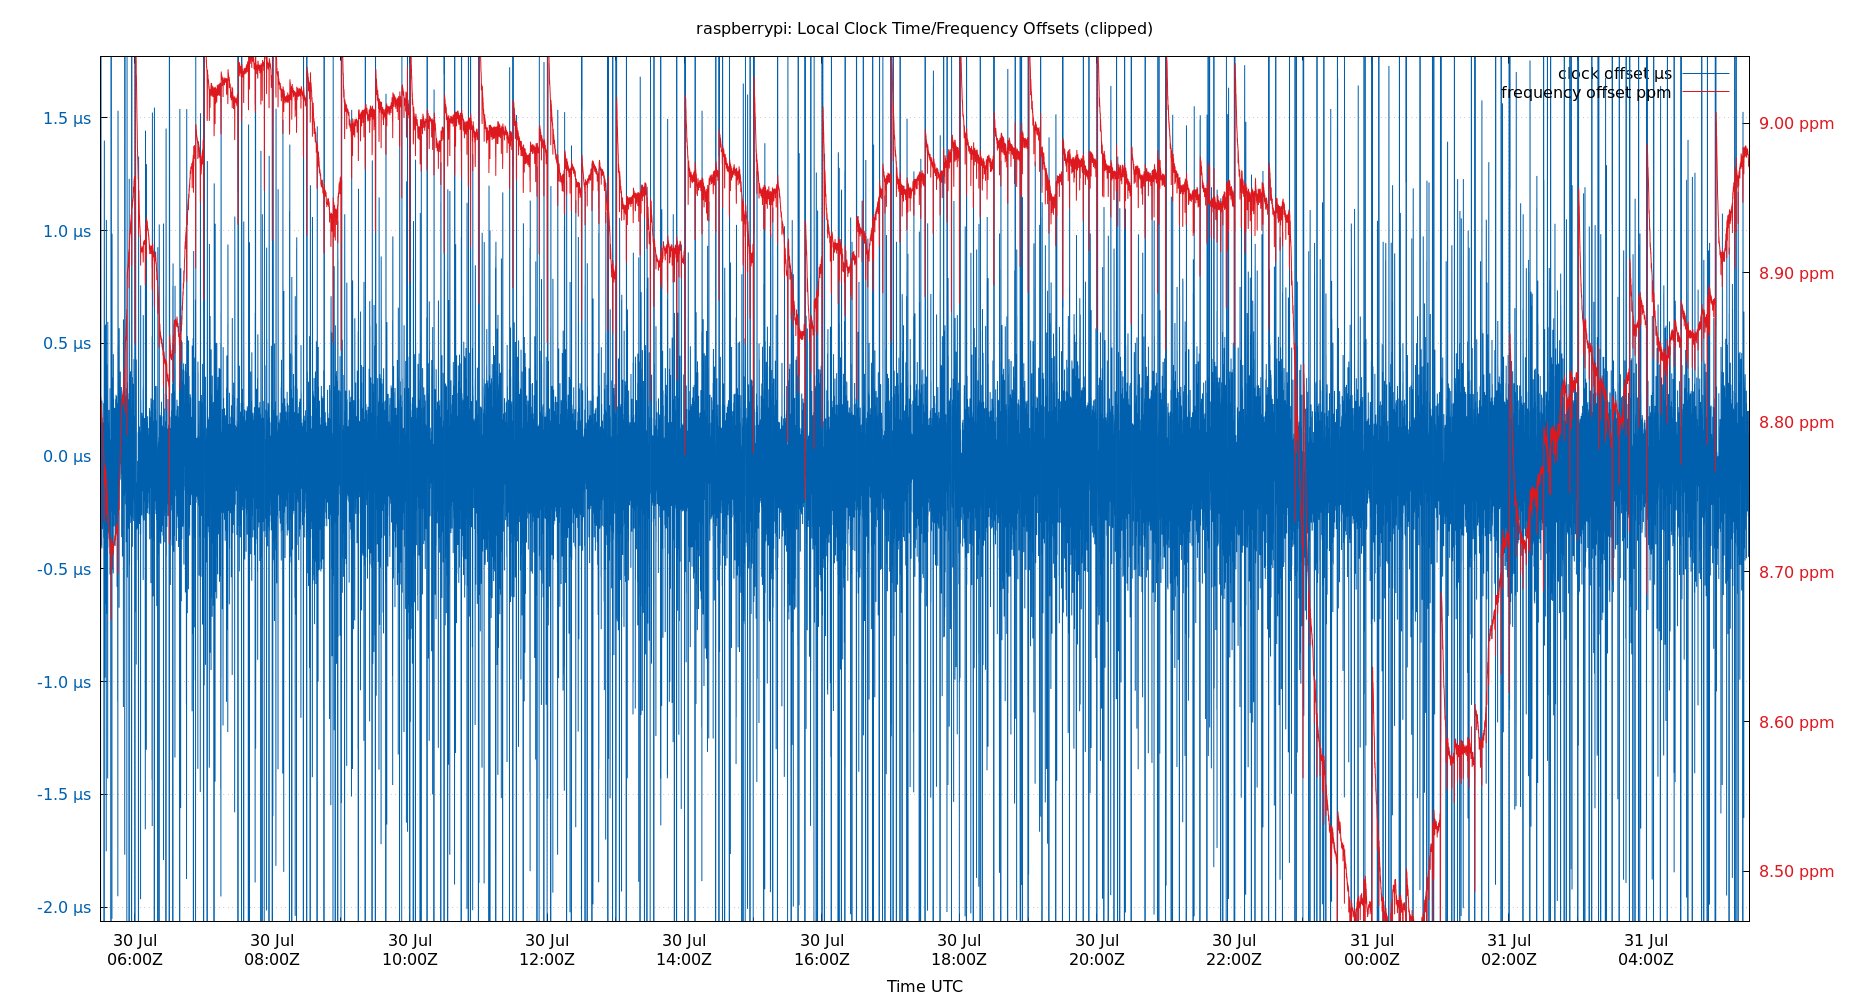 raspberrypi: Local Clock Time/Frequency Offsets (clipped)
clock offset µs
frequency offset ppm
1.5 µs
1.0 µs
0.5 µs
0.0 µs
-0.5 µs
-1.0 µs
-1.5 µs
-2.0 µs
9.00 ppm
8.90 ppm
8.80 ppm
8.70 ppm
8.60 ppm
8.50 ppm
30 Jul 30 Jul 30 Jul 30 Jul 30 Jul 30 Jul 30 Jul 30 Jul 30 Jul 31 Jul 31 Jul 31 Jul
06:00Z 08:00Z 10:00Z 12:00Z 14:00Z 16:00Z 18:00Z 20:00Z 22:00Z 00:00Z 02:00Z 04:00Z
Time UTC